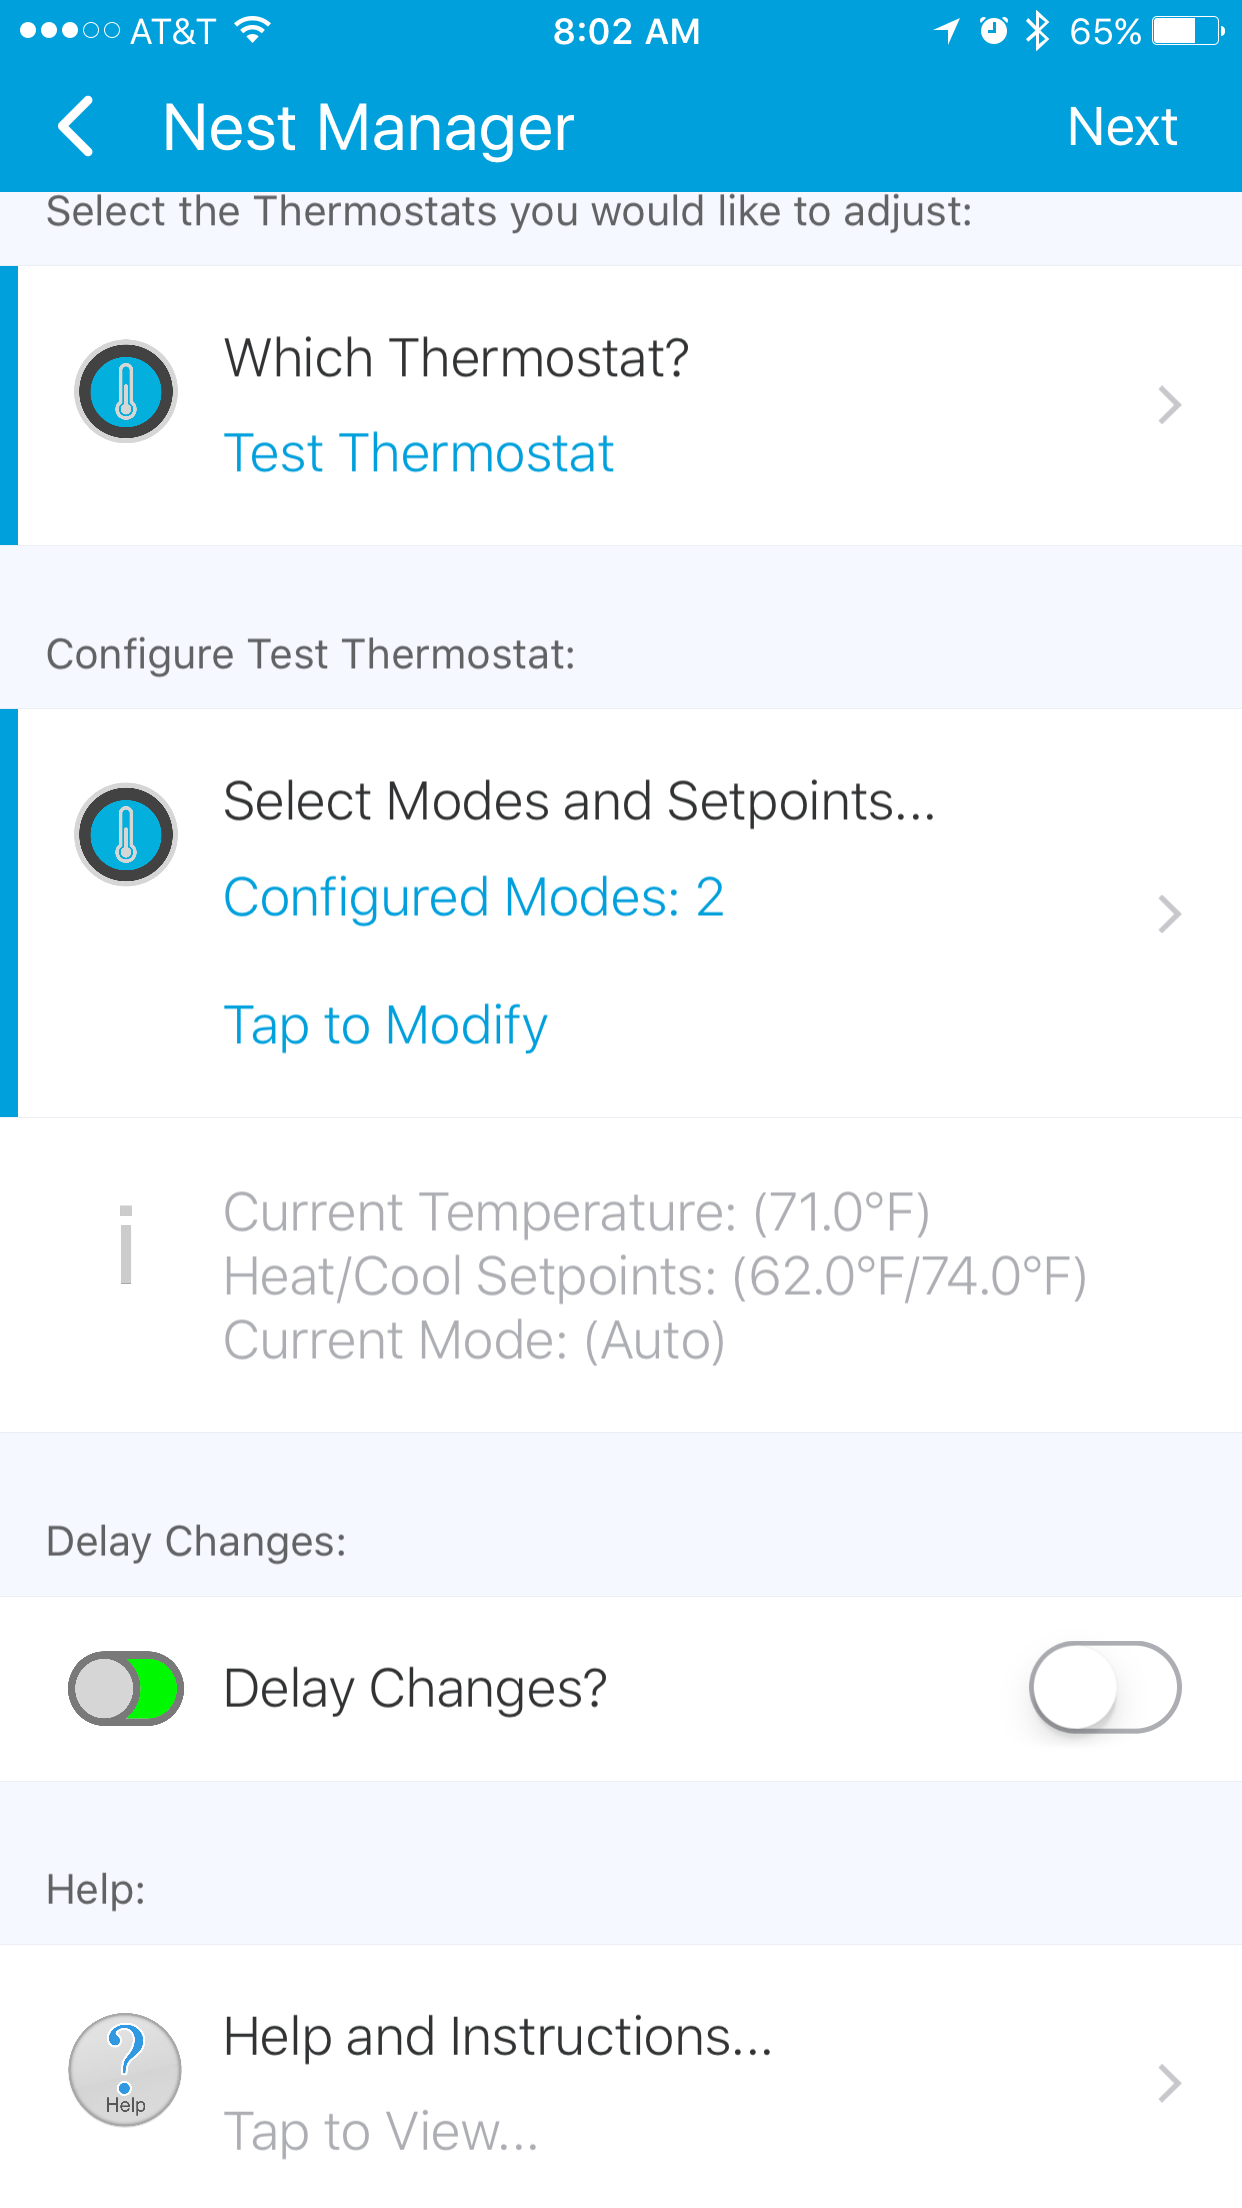 AT&T 8:02 AM 65%
Nest Manager Next
Select the Thermostats you would like to adjust:
Which Thermostat?
Test Thermostat
Configure Test Thermostat:
Select Modes and Setpoints...
Configured Modes: 2
Tap to Modify
Current Temperature: (71.0°F)
Heat/Cool Setpoints: (62.0°F/74.0°F)
Current Mode: (Auto)
Delay Changes:
Delay Changes?
Help:
Help and Instructions...
Help
Tap to View...